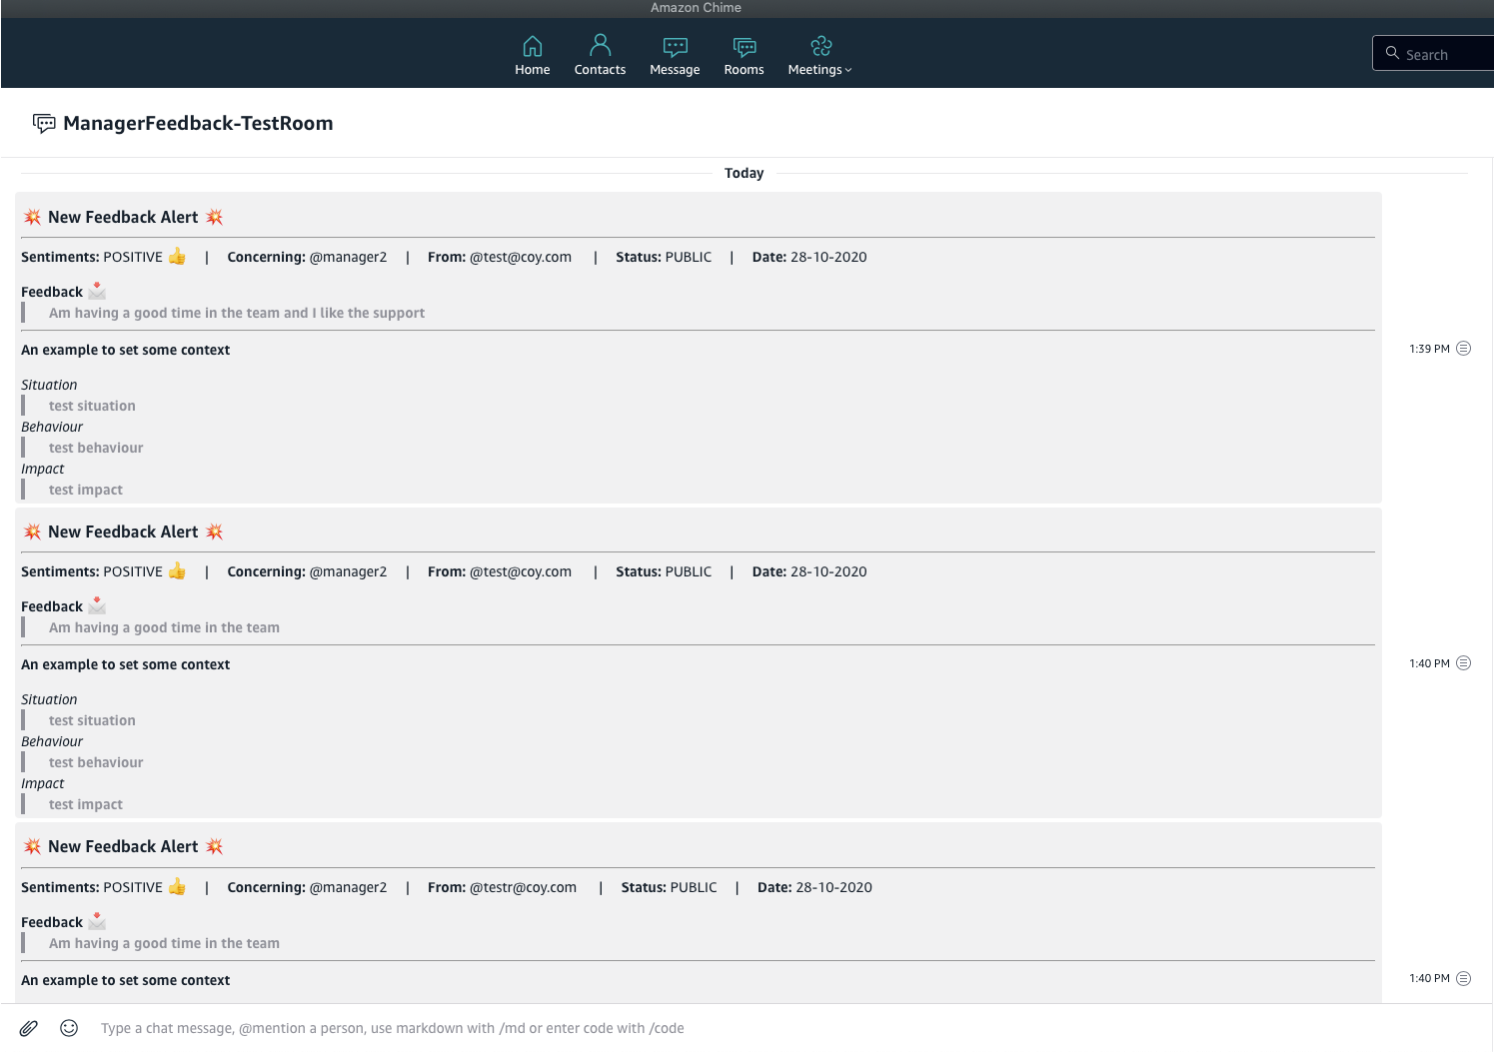 Amazon Chime
Home Contacts Message Rooms Meetings
Search
ManagerFeedback-TestRoom
Today
New Feedback Alert
Sentiments: POSITIVE | Concerning: @manager2 | From: @test@coy.com | Status: PUBLIC | Date: 28-10-2020
Feedback
Am having a good time in the team and I like the support
An example to set some context
1:39 PM
Situation
test situation
Behaviour
test behaviour
Impact
test impact
New Feedback Alert
Sentiments: POSITIVE | Concerning: @manager2 | From: @test@coy.com | Status: PUBLIC | Date: 28-10-2020
Feedback
Am having a good time in the team
An example to set some context
1:40 PM
Situation
test situation
Behaviour
test behaviour
Impact
test impact
New Feedback Alert
Sentiments: POSITIVE | Concerning: @manager2 | From: @testr@coy.com | Status: PUBLIC | Date: 28-10-2020
Feedback
Am having a good time in the team
An example to set some context
1:40 PM
Type a chat message, @mention a person, use markdown with /md or enter code with /code